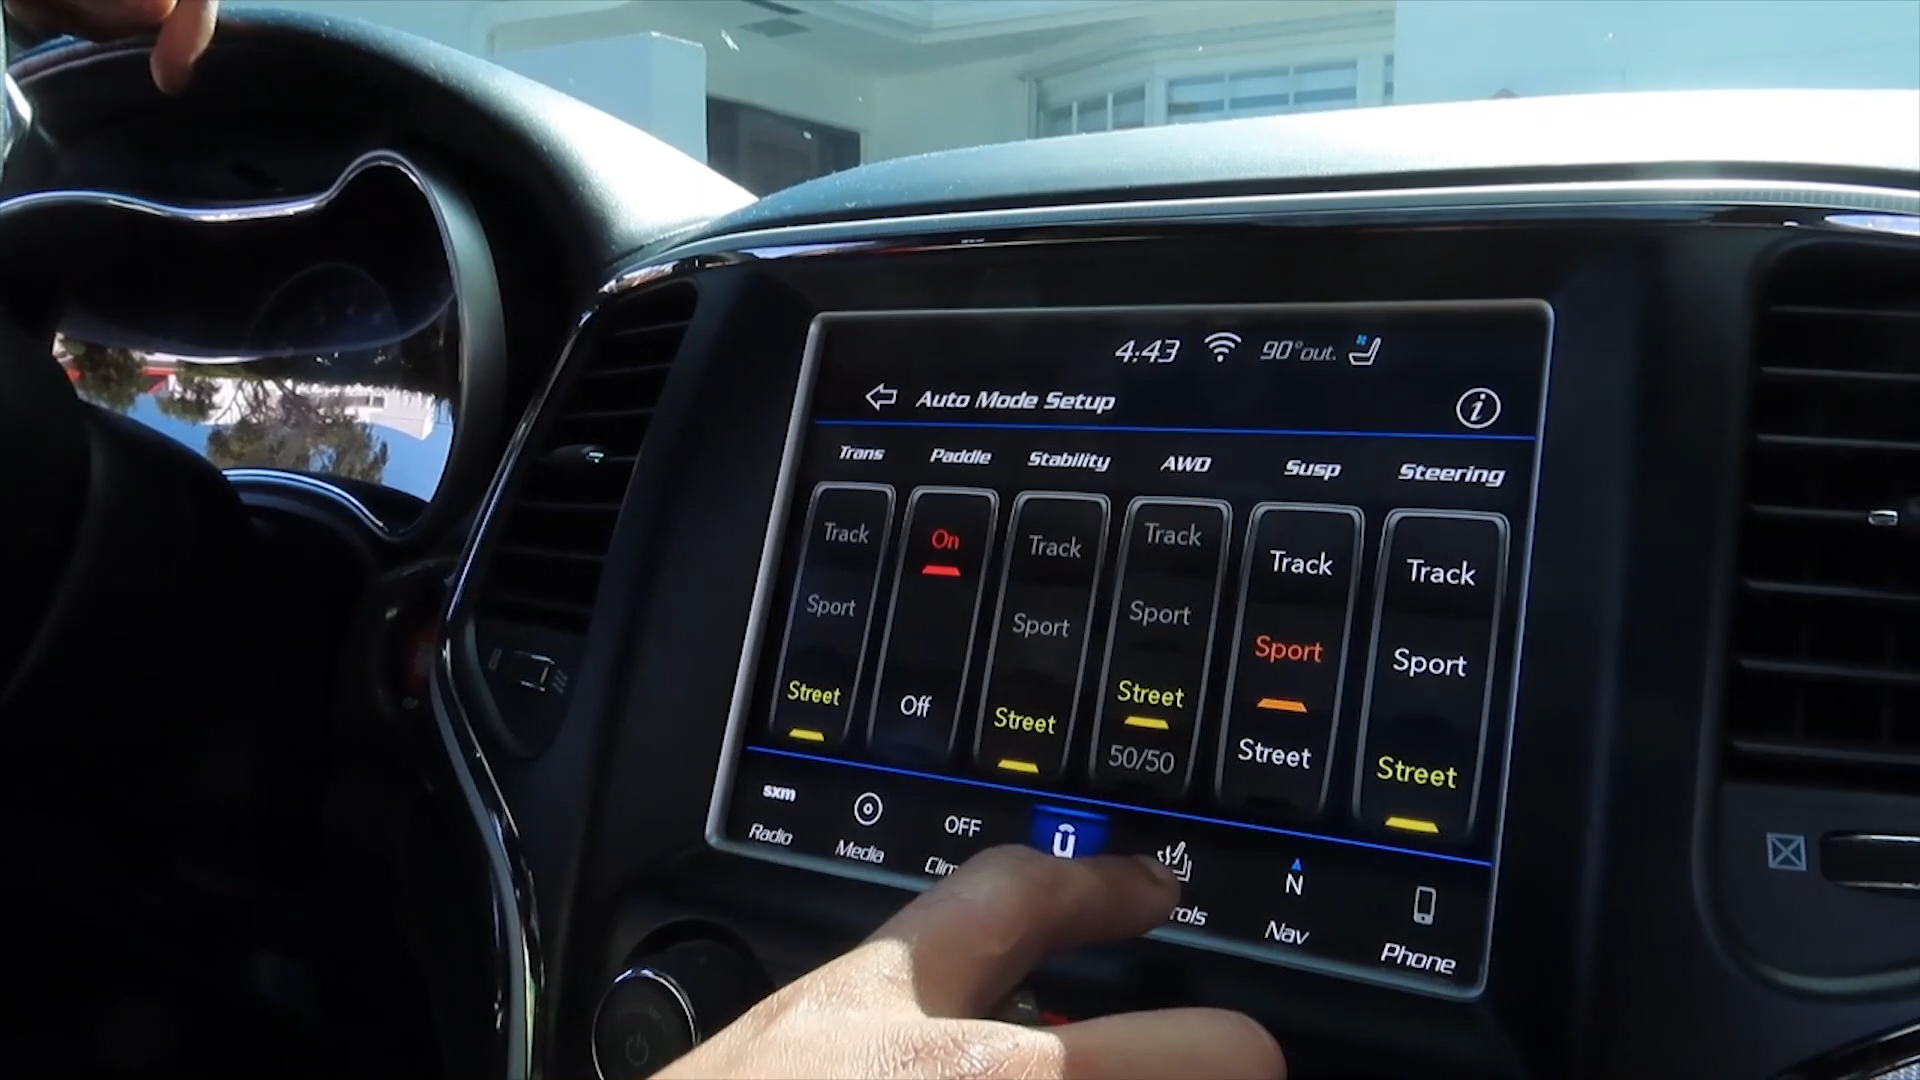 4:43 90°out.
Auto Mode Setup
Trans Paddle Stability AWD Susp Steering
Track On Track Track Track Track
Sport Sport Sport Sport Sport
Street Off Street Street Street Street
50/50
sxm OFF N
Radio Media Nav Phone